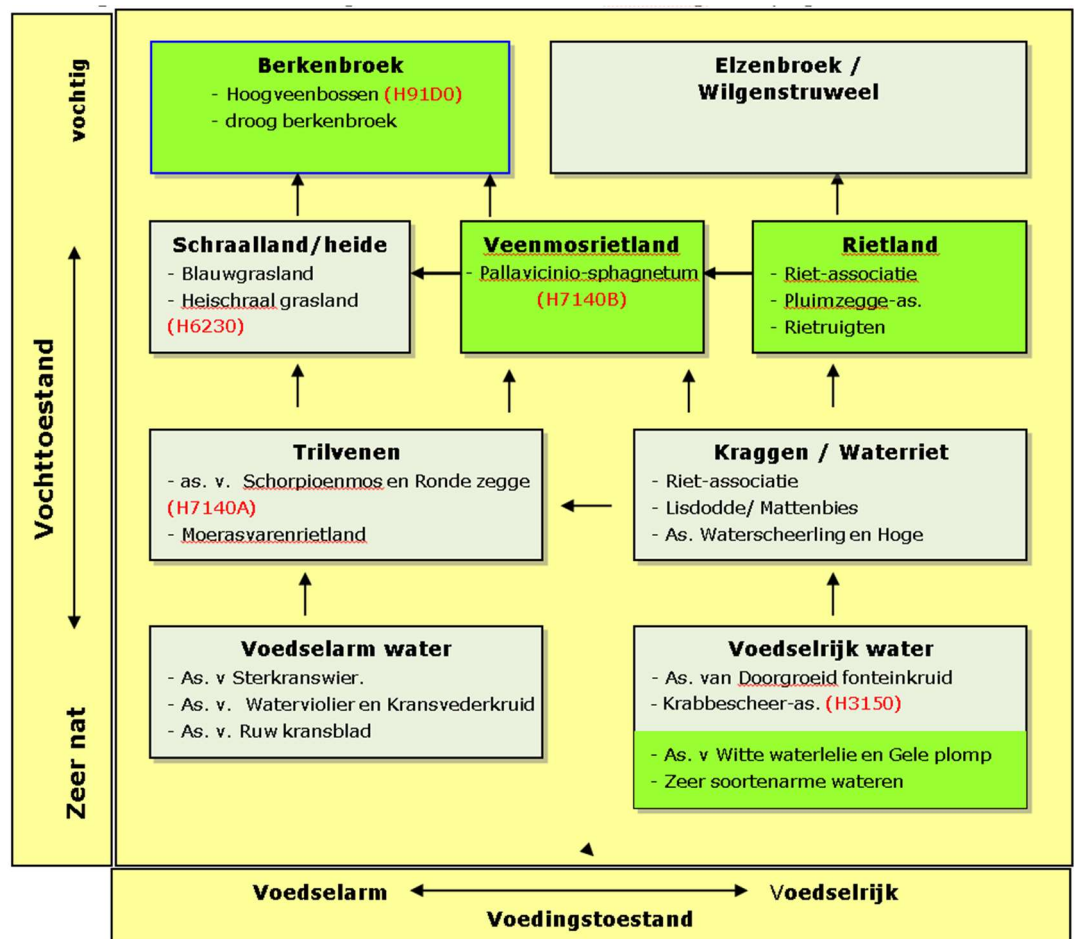 vochtig
Vochttoestand
Zeer nat
Berkenbroek
- Hoogveenbossen (H91D0)
- droog berkenbroek
Elzenbroek /
Wilgenstruweel
Schraalland/heide
- Blauwgrasland
- Heischraal grasland
(H6230)
Veenmosrietland
- Pallavicinio-sphagnetum
(H7140B)
Rietland
- Riet-associatie
- Pluimzegge-as.
- Rietruigten
Trilvenen
- as. v. Schorpioenmos en Ronde zegge
(H7140A)
- Moerasvarenrietland
Kraggen / Waterriet
- Riet-associatie
- Lisdodde/ Mattenbies
- As. Waterscheerling en Hoge
Voedselarm water
- As. v Sterkranswier.
- As. v. Waterviolier en Kransvederkruid
- As. v. Ruw kransblad
Voedselrijk water
- As. van Doorgroeid fonteinkruid
- Krabbescheer-as. (H3150)
- As. v Witte waterlelie en Gele plomp
- Zeer soortenarme wateren
Voedselarm
Voedselrijk
Voedingstoestand